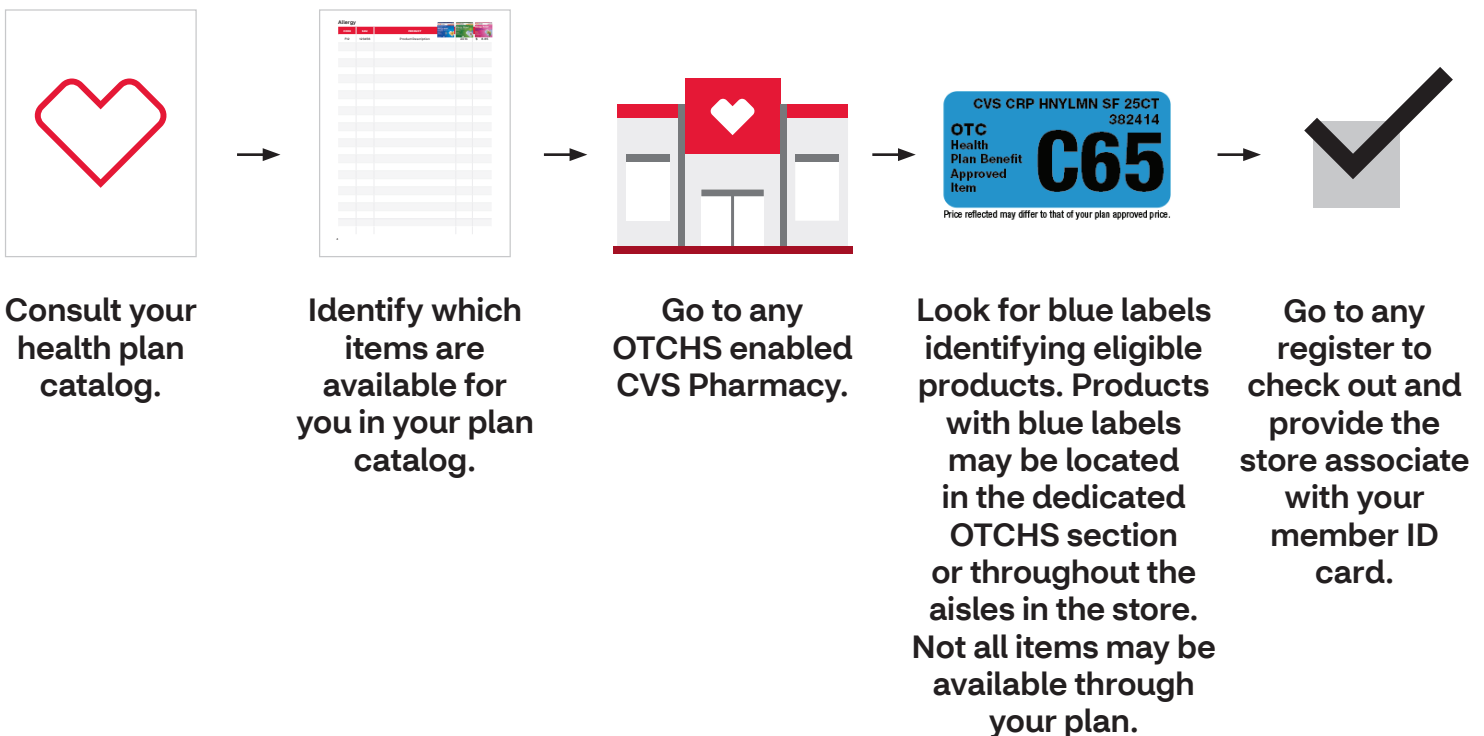 Allergy
CVS CRP HNYLMN SF 25CT
382414
OTC
Health
Plan Benefit
Approved
Item
C65
Price reflected may differ to that of your plan approved price.
Consult your
health plan
catalog.
Identify which
items are
available for
you in your plan
catalog.
Go to any
OTCHS enabled
CVS Pharmacy.
Look for blue labels
identifying eligible
products. Products
with blue labels
may be located
in the dedicated
OTCHS section
or throughout the
aisles in the store.
Not all items may be
available through
your plan.
Go to any
register to
check out and
provide the
store associate
with your
member ID
card.